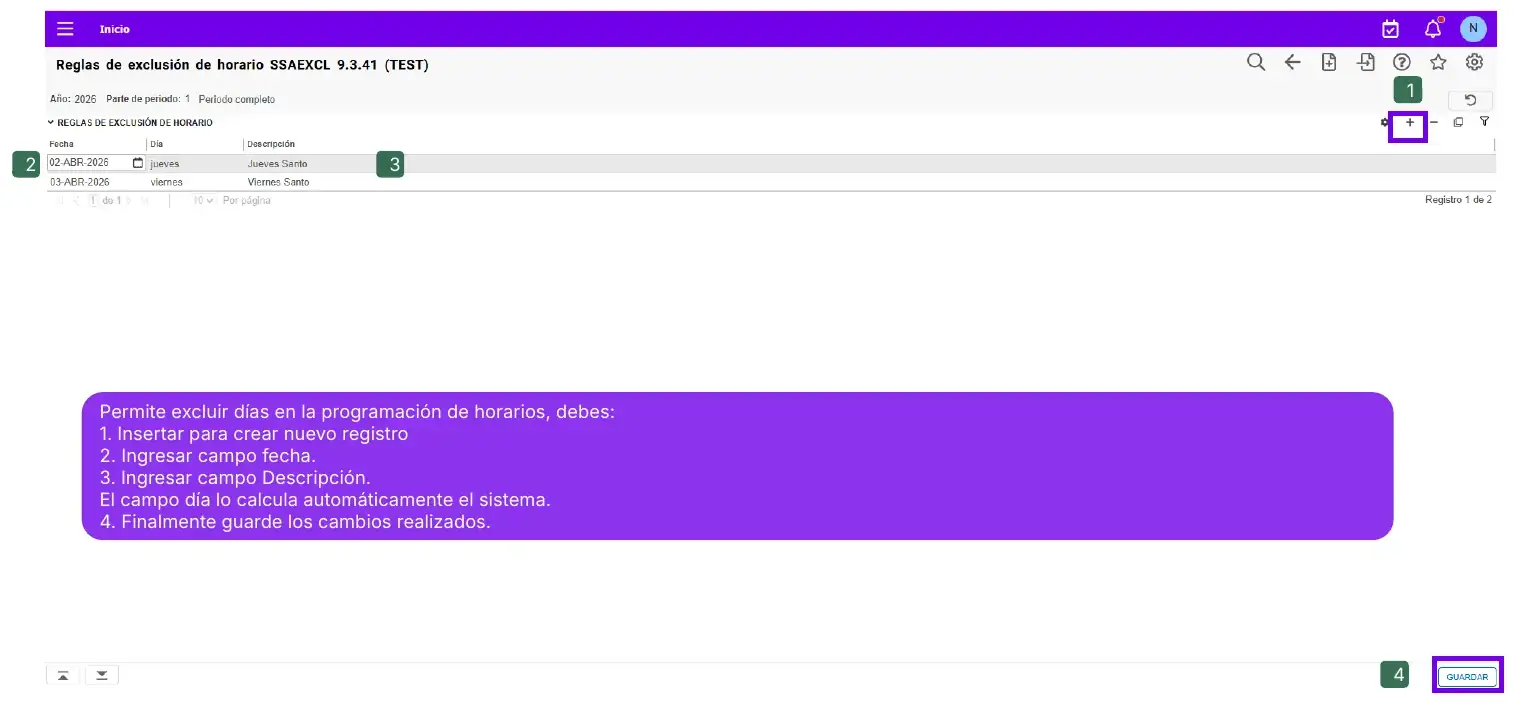 Inicio
N
Reglas de exclusión de horario SSAEXCL 9.3.41 (TEST)
1
Año: 2026 Parte de periodo: 1 Periodo completo
REGLAS DE EXCLUSIÓN DE HORARIO
Fecha Día Descripción
2 02-ABR-2026 jueves Jueves Santo 3
03-ABR-2026 viernes Viernes Santo
1 de 1 10 Por página Registro 1 de 2
Permite excluir días en la programación de horarios, debes:
1. Insertar para crear nuevo registro
2. Ingresar campo fecha.
3. Ingresar campo Descripción.
El campo día lo calcula automáticamente el sistema.
4. Finalmente guarde los cambios realizados.
4 GUARDAR